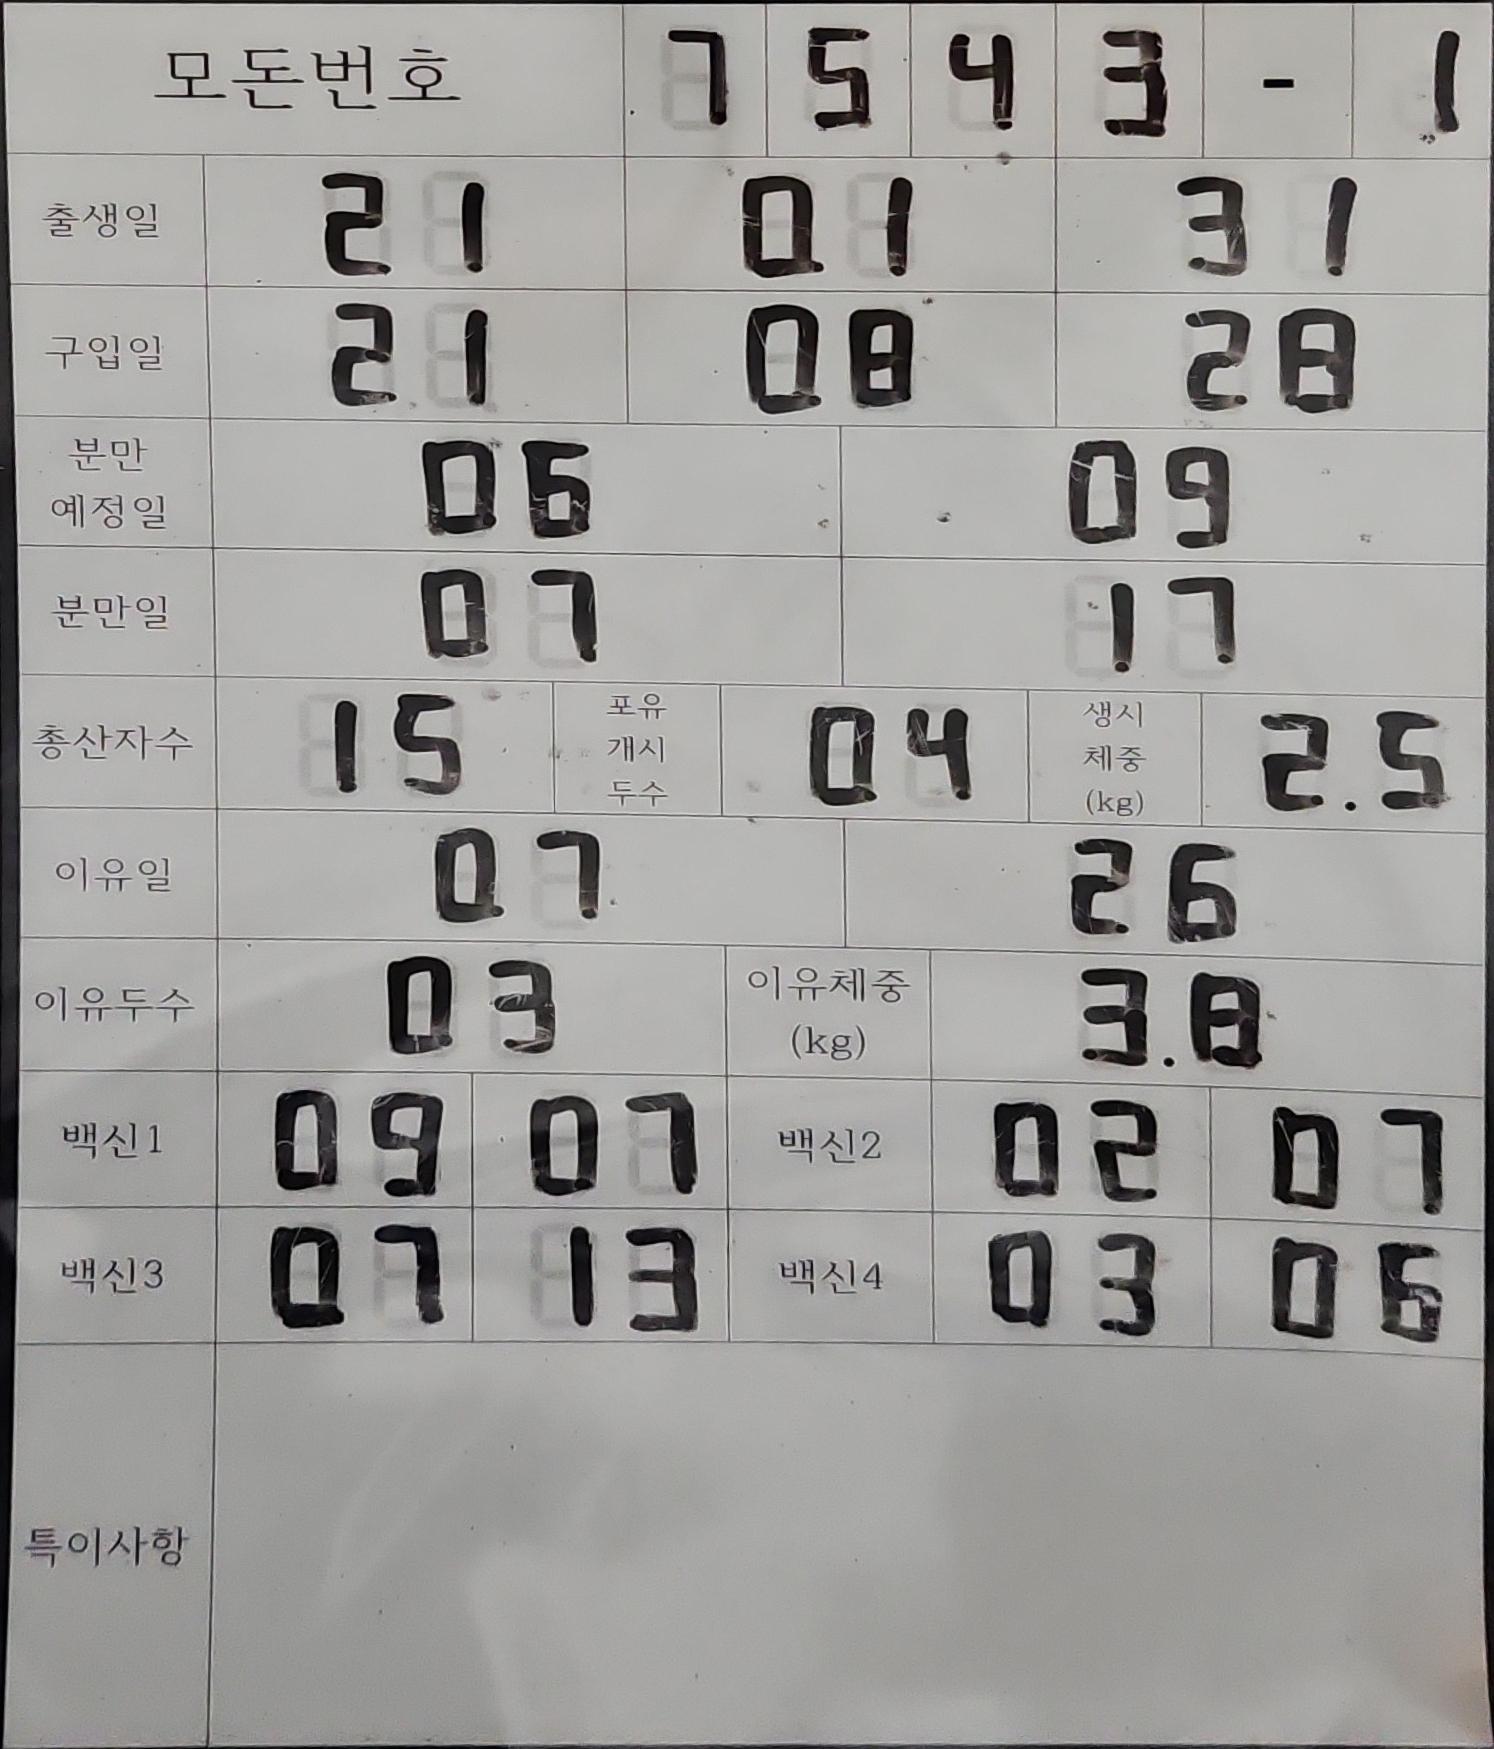 모돈번호 7 5 4 3 - 1
출생일 21 01 31
구입일 21 08 28
분만
예정일 06 09
분만일 07 17
총산자수 15 포유
개시
두수 04 생시
체중
(kg) 2.5
이유일 07 26
이유두수 03 이유체중
(kg) 3.8
백신1 09 07 백신2 02 07
백신3 07 13 백신4 03 06
특이사항